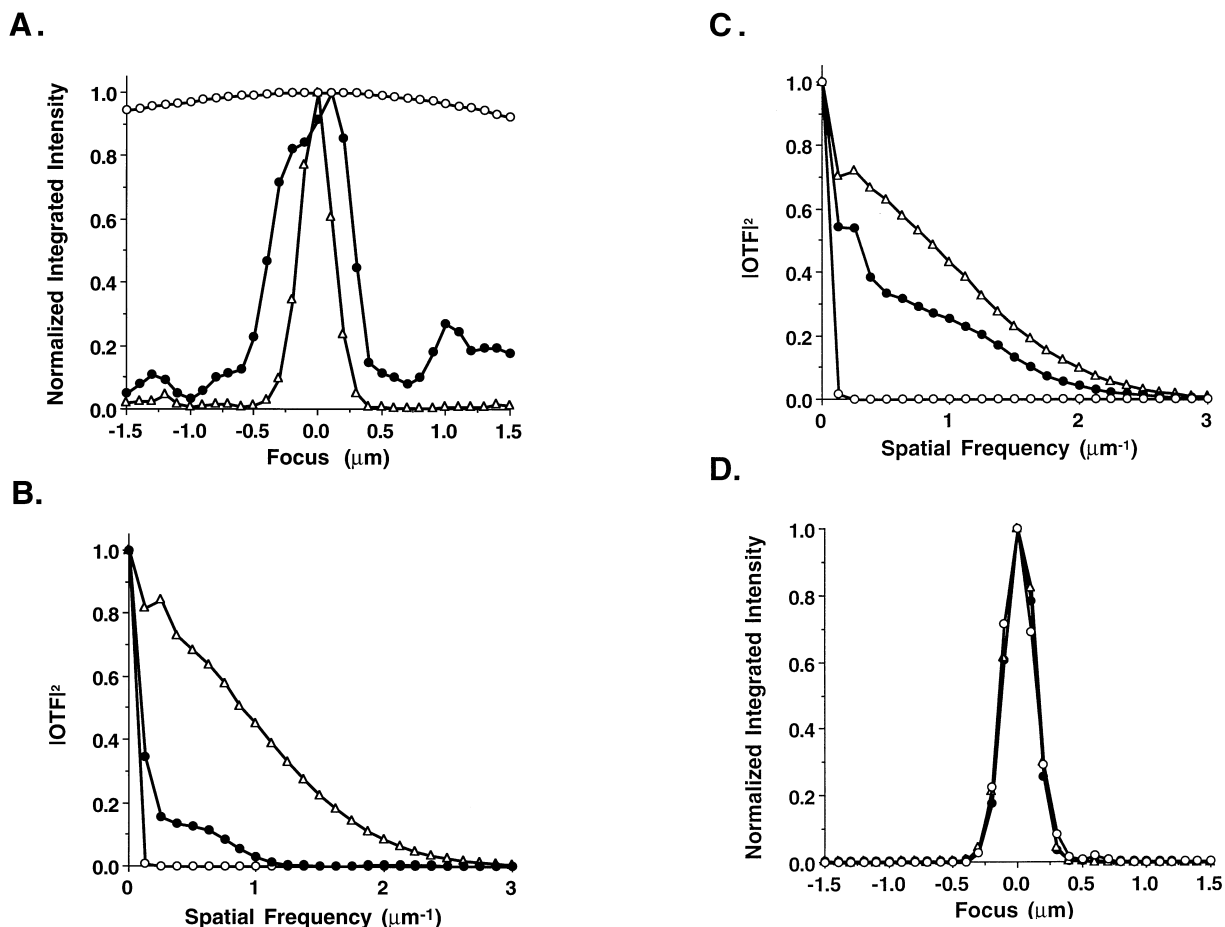 A.
Normalized Integrated Intensity
1.0
0.8
0.6
0.4
0.2
0.0
-1.5 -1.0 -0.5 0.0 0.5 1.0 1.5
Focus (μm)
B.
|OTF|²
1.0
0.8
0.6
0.4
0.2
0.0
0 1 2 3
Spatial Frequency (μm⁻¹)
C.
|OTF|²
1.0
0.8
0.6
0.4
0.2
0.0
0 1 2 3
Spatial Frequency (μm⁻¹)
D.
Normalized Integrated Intensity
1.0
0.8
0.6
0.4
0.2
0.0
-1.5 -1.0 -0.5 0.0 0.5 1.0 1.5
Focus (μm)